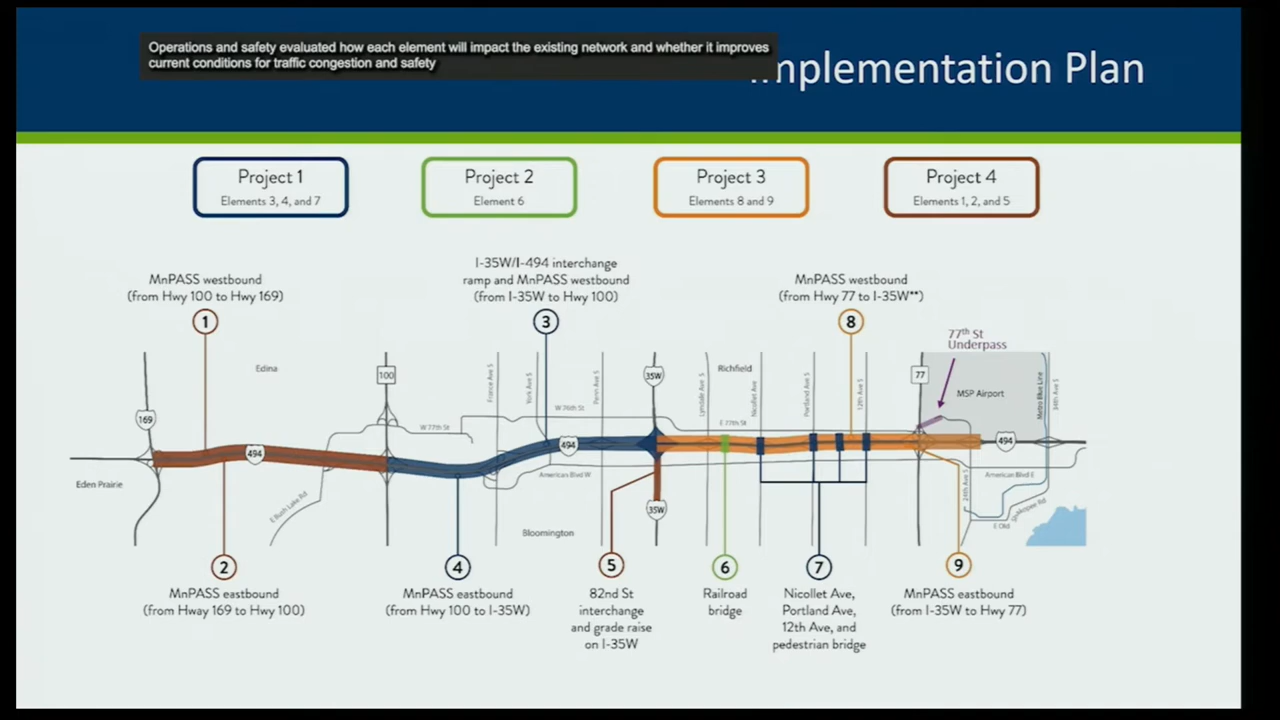 Operations and safety evaluated how each element will impact the existing network and whether it improves
current conditions for traffic congestion and safety
Implementation Plan
Project 1
Elements 3, 4, and 7
Project 2
Element 6
Project 3
Elements 8 and 9
Project 4
Elements 1, 2, and 5
MnPASS westbound
(from Hwy 100 to Hwy 169)
I-35W/I-494 interchange
ramp and MnPASS westbound
(from I-35W to Hwy 100)
MnPASS westbound
(from Hwy 77 to I-35W**)
1
3
8
77th St
Underpass
Edina
100
France Ave S
York Ave S
Penn Ave S
35W
Lyndale Ave S
Richfield
Nicollet Ave
Portland Ave S
12th Ave S
77
MSP Airport
Metro Blue Line
34th Ave S
169
W 77th St
W 76th St
E 77th St
494
494
494
Eden Prairie
E Bush Lake Rd
American Blvd W
American Blvd E
24th Ave S
35W
Bloomington
E Old
Shakopee Rd
2
4
5
6
7
9
MnPASS eastbound
(from Hway 169 to Hwy 100)
MnPASS eastbound
(from Hwy 100 to I-35W)
82nd St
interchange
and grade raise
on I-35W
Railroad
bridge
Nicollet Ave,
Portland Ave,
12th Ave, and
pedestrian bridge
MnPASS eastbound
(from I-35W to Hwy 77)